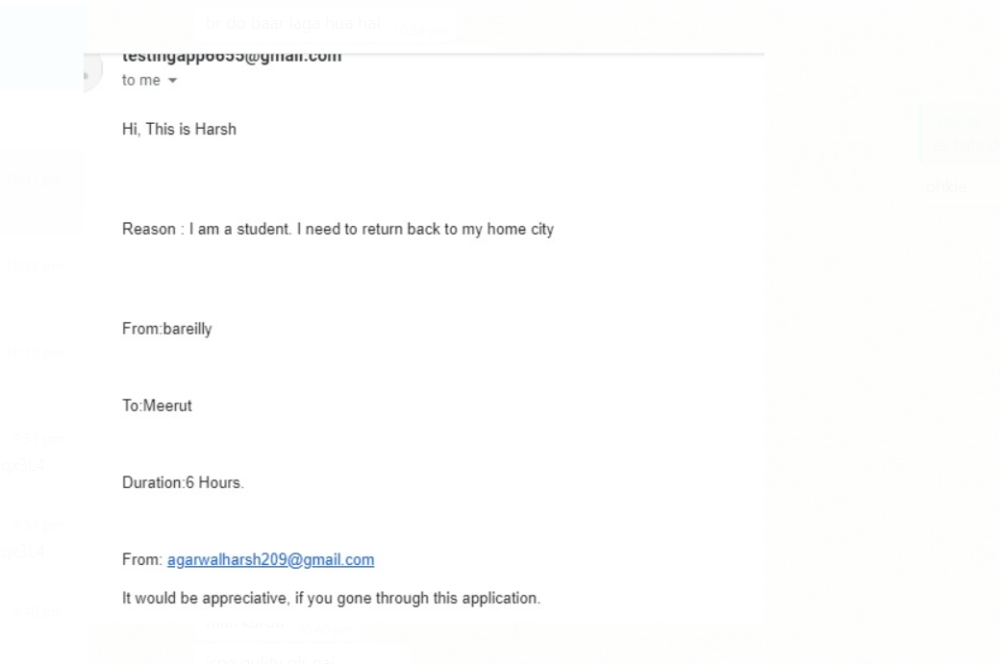 br do baar laga hua hai
testingapp6655@gmail.com
to me
Hi, This is Harsh
ohkie
Reason : I am a student. I need to return back to my home city
From:bareilly
To:Meerut
Duration:6 Hours.
From: agarwalharsh209@gmail.com
It would be appreciative, if you gone through this application.